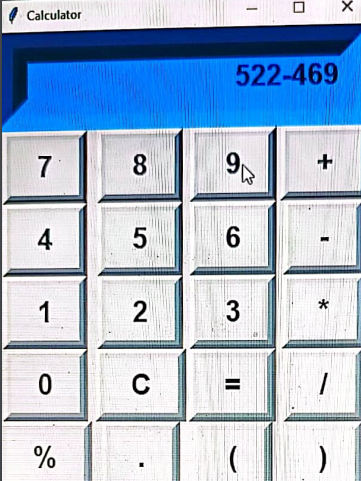 Calculator
522-469
7 8 9 +
4 5 6 -
1 2 3 *
0 C = /
% . ( )